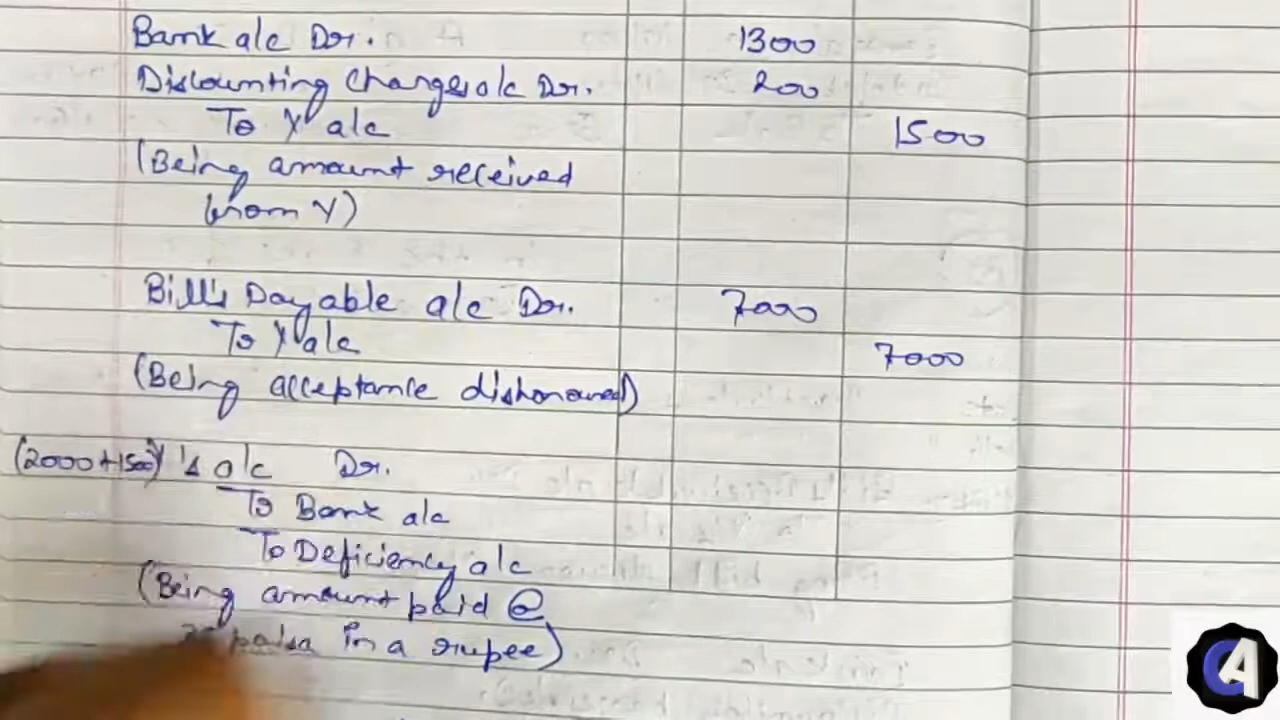 Bank a/c Dr. 1300
Discounting Charges a/c Dr. 200
To Y a/c 1500
(Being amount received
from Y)
Bill's Payable a/c Dr. 7000
To Y a/c 7000
(Being acceptance dishonoured)
(2000+1500) Y's a/c Dr.
To Bank a/c
To Deficiency a/c
(Being amount paid @
paisa in a rupee)
CA